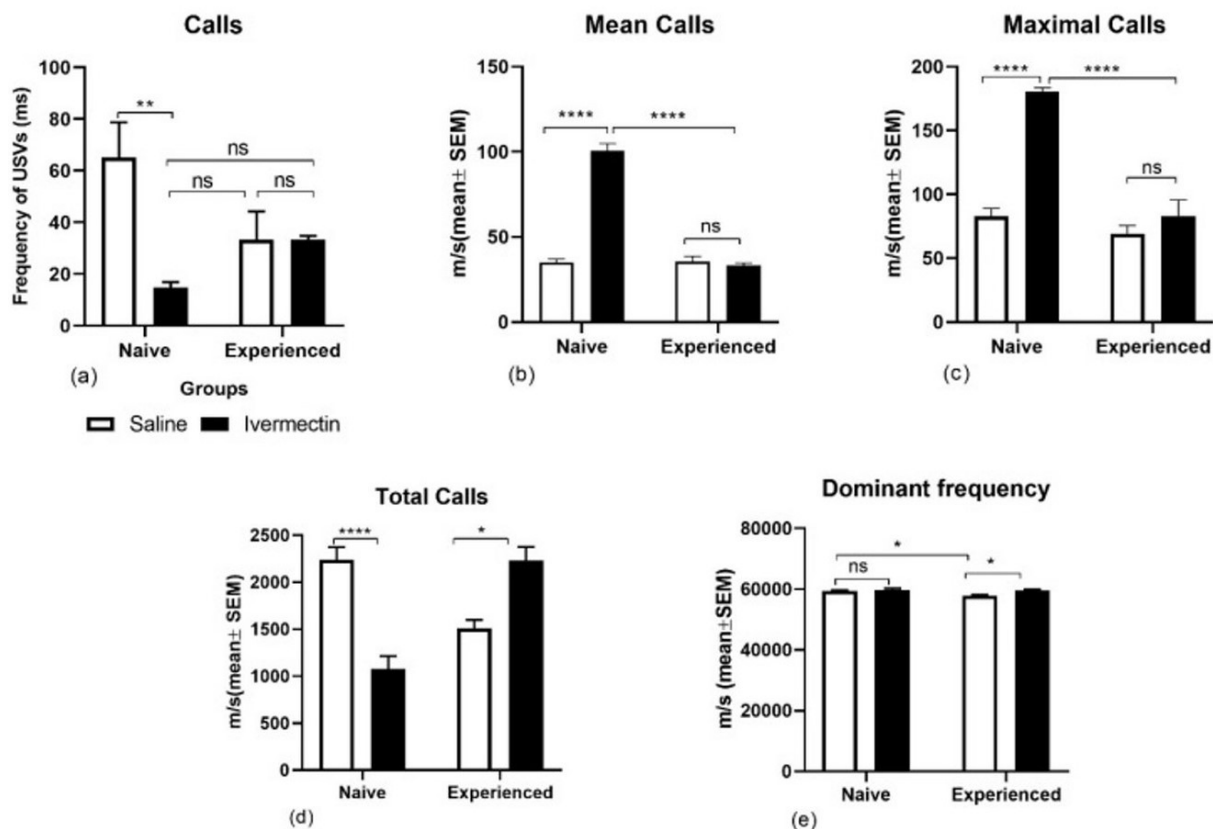 Calls
Frequency of USVs (ms)
100
80
60
40
20
0
**
ns
ns
ns
Naive
Experienced
(a)
Groups
Saline
Ivermectin
Mean Calls
m/s(mean± SEM)
150
100
50
0
****
****
ns
Naive
Experienced
(b)
Maximal Calls
m/s(mean± SEM)
200
150
100
50
0
****
****
ns
Naive
Experienced
(c)
Total Calls
m/s(mean± SEM)
2500
2000
1500
1000
500
0
****
*
Naive
Experienced
(d)
Dominant frequency
m/s (mean±SEM)
80000
60000
40000
20000
0
*
ns
*
Naive
Experienced
(e)